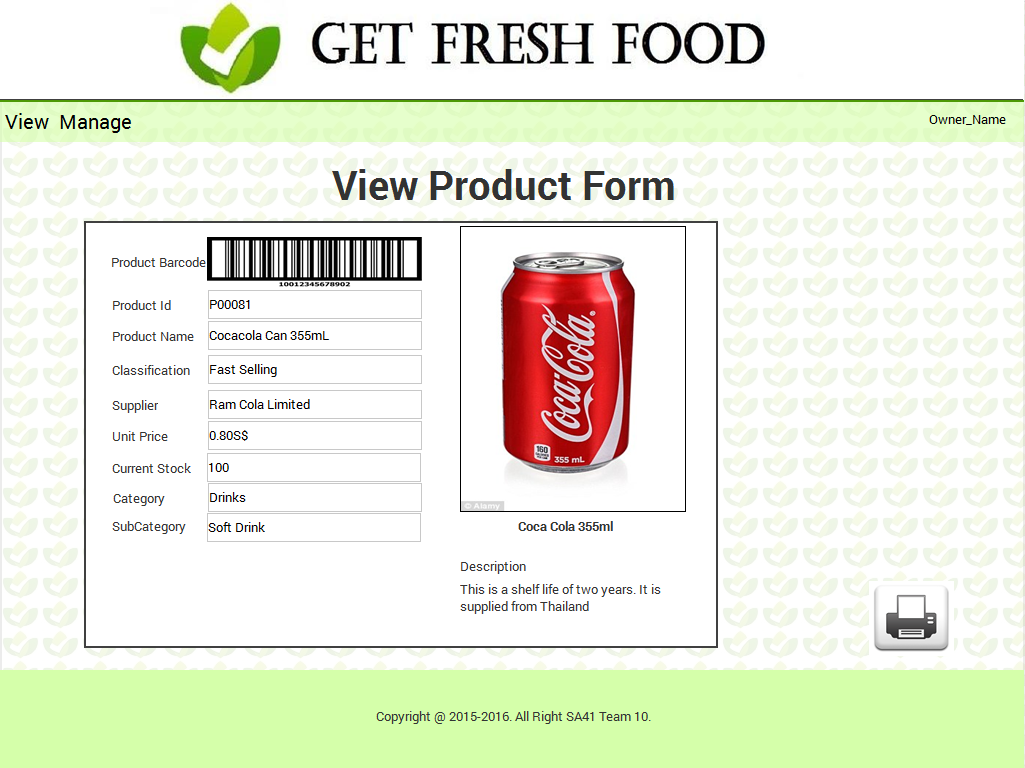 GET FRESH FOOD
View Manage
Owner_Name
View Product Form
Product Barcode
10012345678902
Product Id P00081
Product Name Cocacola Can 355mL
Classification Fast Selling
Supplier Ram Cola Limited
Unit Price 0.80S$
Current Stock 100
Category Drinks
SubCategory Soft Drink
Coca-Cola
160
355 mL
© Alamy
Coca Cola 355ml
Description
This is a shelf life of two years. It is
supplied from Thailand
Copyright @ 2015-2016. All Right SA41 Team 10.